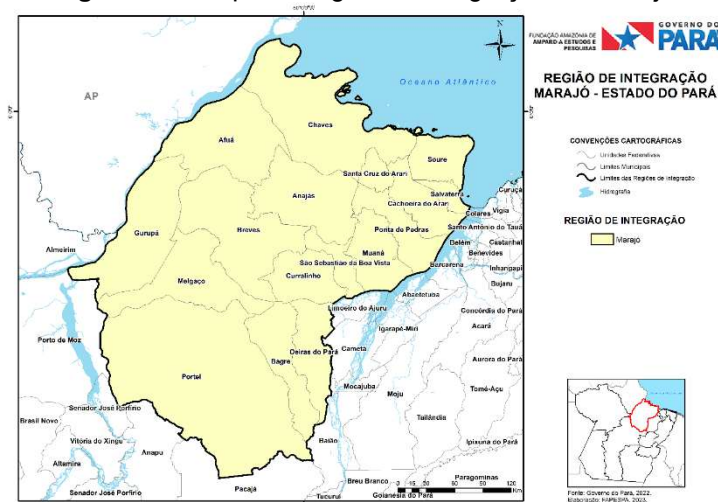 GOVERNO DO
PARÁ
FUNDAÇÃO AMAZÔNIA DE
AMPARO A ESTUDOS E
PESQUISAS
REGIÃO DE INTEGRAÇÃO
MARAJÓ - ESTADO DO PARÁ
CONVENÇÕES CARTOGRÁFICAS
Unidades Federativas
Limites Municipais
Limites das Regiões de Integração
Hidrografia
REGIÃO DE INTEGRAÇÃO
Marajó
AP
Oceano Atlântico
Chaves
Afuá
Soure
Santa Cruz do Arari
Salvaterra
Curuçá
Anajás
Cachoeira do Arari
Colares
Vigia
Gurupá
Breves
Ponta de Pedras
Santo Antônio do Tauá
Almeirim
Muaná
Belém
Castanhal
Benevides
São Sebastião da Boa Vista
Barcarena
Inhangapi
Melgaço
Curralinho
Bujaru
Abaetetuba
Limoeiro do Ajuru
Concórdia do Pará
Porto de Moz
Igarapé-Miri
Acará
Oeiras do Pará
Cametá
Portel
Bagre
Aurora do Pará
Mocajuba
Moju
Tomé-Açu
Senador José Porfírio
Brasil Novo
Tailândia
Vitória do Xingu
Baião
Ipixuna do Pará
Anapu
Altamira
Breu Branco
Paragominas
Pacajá
Senador José Porfírio
Tucuruí
Goianésia do Pará
Km
Fonte: Governo do Pará, 2022.
Elaboração: FAPESPA, 2023.